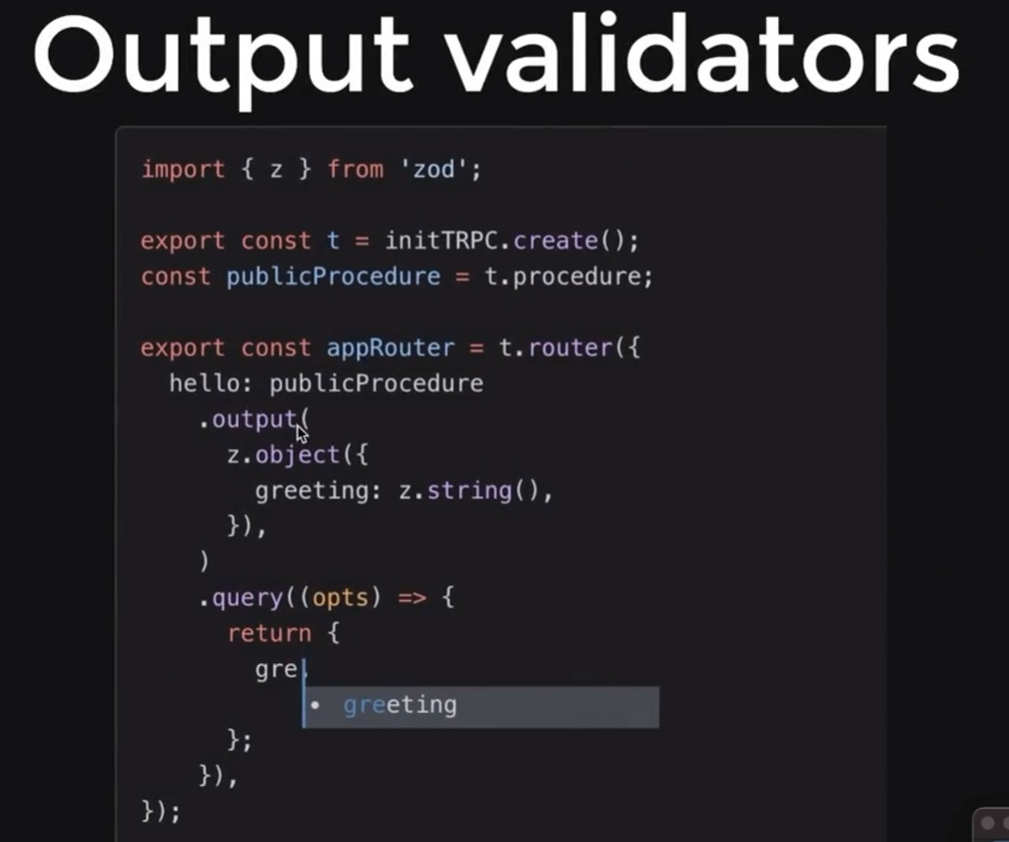 Output validators
import { z } from 'zod';
export const t = initTRPC.create();
const publicProcedure = t.procedure;
export const appRouter = t.router({
hello: publicProcedure
.output(
z.object({
greeting: z.string(),
}),
)
.query((opts) => {
return {
gre
• greeting
};
}),
});